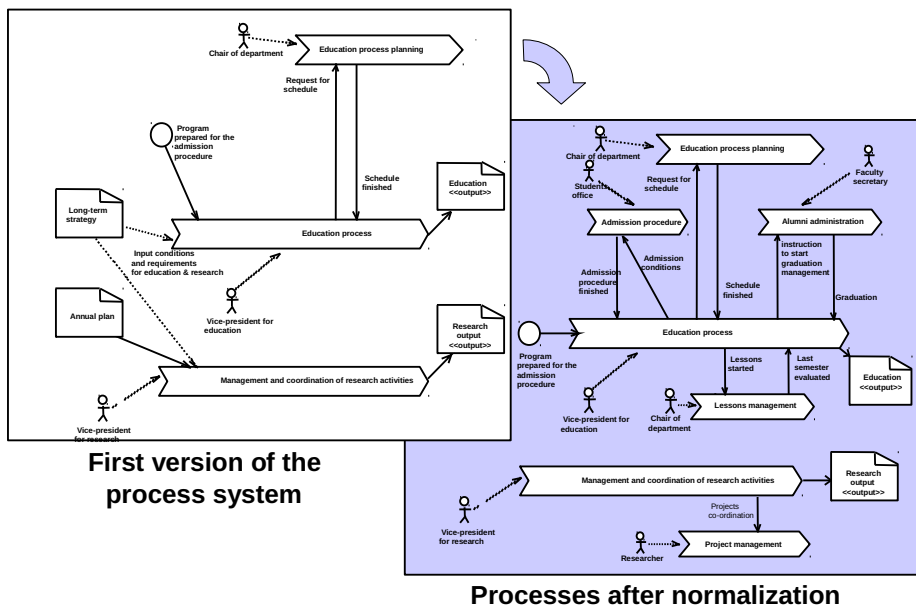 Chair of department
Education process planning
Request for
schedule
Program
prepared for the
admission
procedure
Schedule
finished
Education
<<output>>
Long-term
strategy
Education process
Input conditions
and requirements
for education & research
Annual plan
Vice-president for
education
Research
output
<<output>>
Management and coordination of research activities
Vice-president
for research
First version of the
process system
Chair of department
Education process planning
Students
office
Request for
schedule
Faculty
secretary
Admission procedure
Alumni administration
Admission
conditions
instruction
to start
graduation
management
Admission
procedure
finished
Schedule
finished
Graduation
Education process
Program
prepared for the
admission
procedure
Lessons
started
Last
semester
evaluated
Education
<<output>>
Vice-president for
education
Chair of
department
Lessons management
Management and coordination of research activities
Research
output
<<output>>
Projects
co-ordination
Vice-president
for research
Project management
Researcher
Processes after normalization